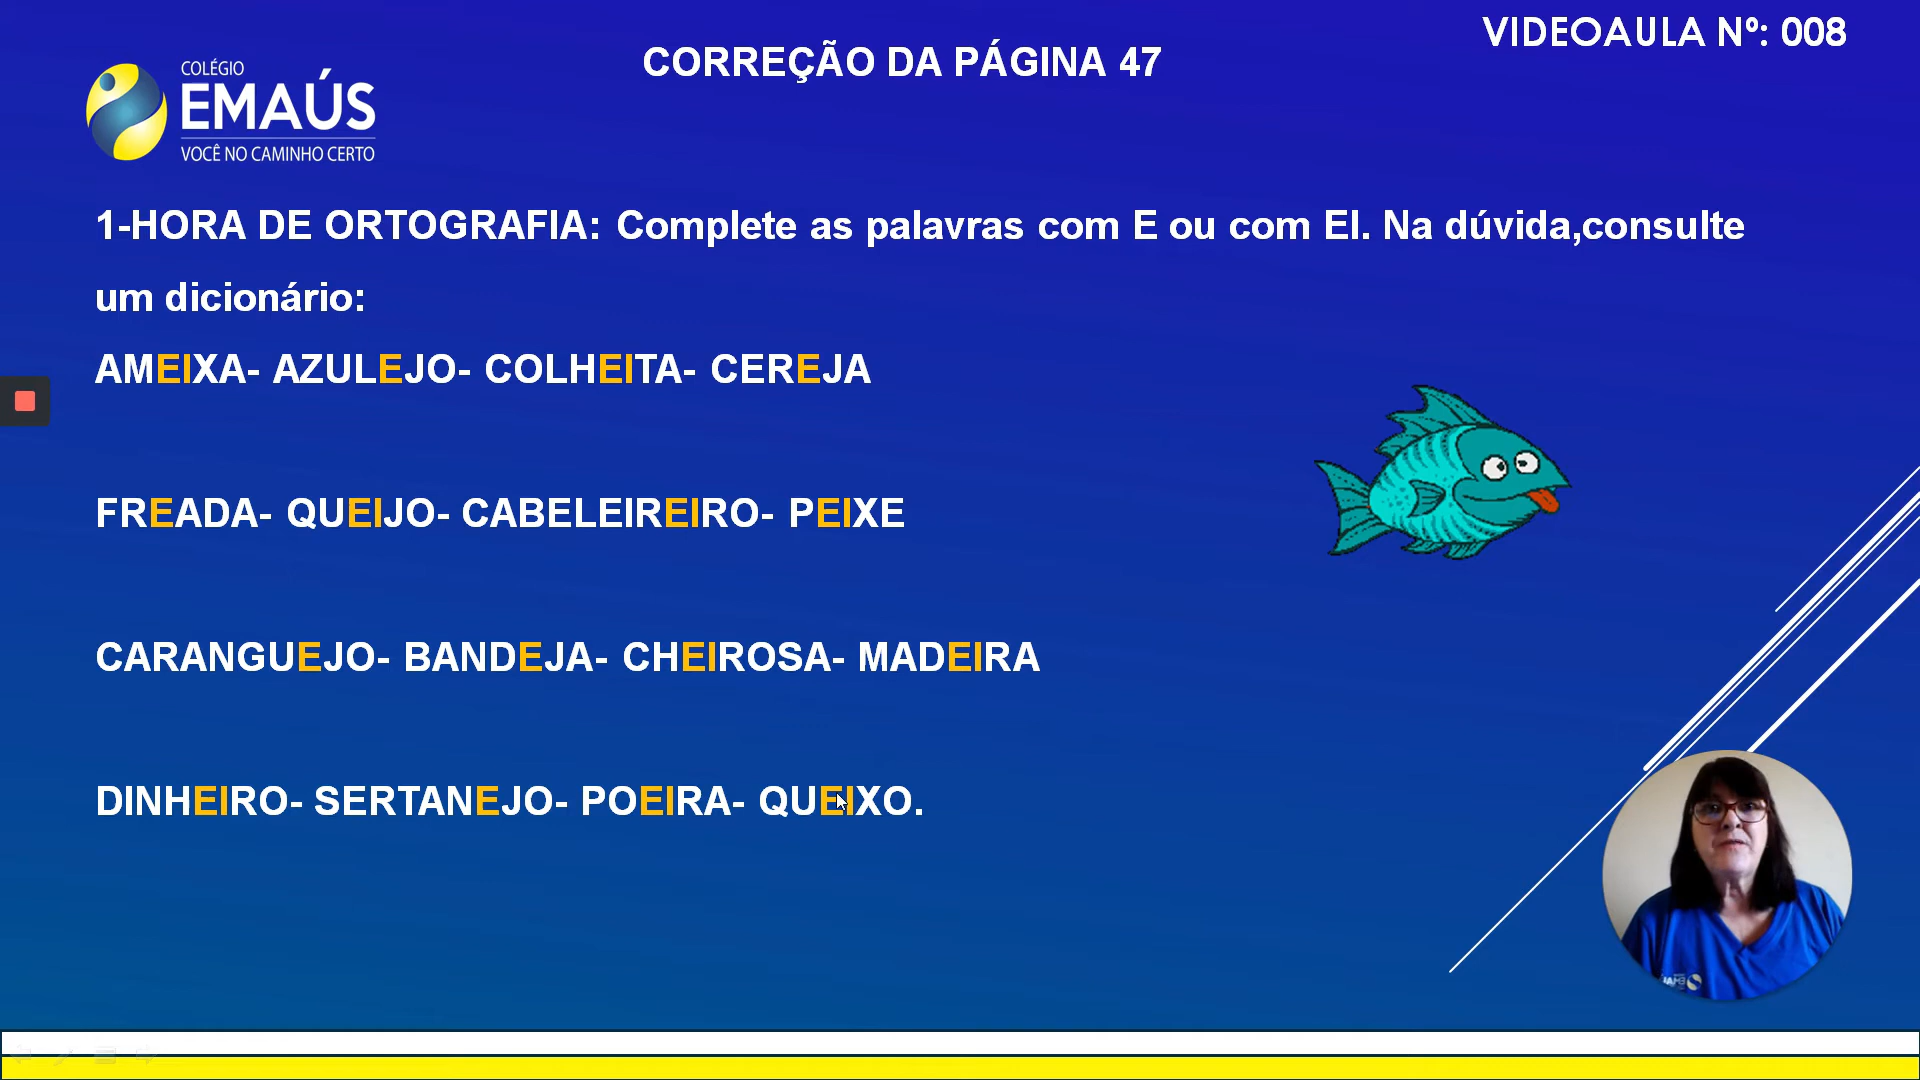 VIDEOAULA Nº: 008
CORREÇÃO DA PÁGINA 47
COLÉGIO
EMAÚS
VOCÊ NO CAMINHO CERTO
1-HORA DE ORTOGRAFIA: Complete as palavras com E ou com EI. Na dúvida,consulte
um dicionário:
AMEIXA- AZULEJO- COLHEITA- CEREJA
FREADA- QUEIJO- CABELEIREIRO- PEIXE
CARANGUEJO- BANDEJA- CHEIROSA- MADEIRA
DINHEIRO- SERTANEJO- POEIRA- QUEIXO.